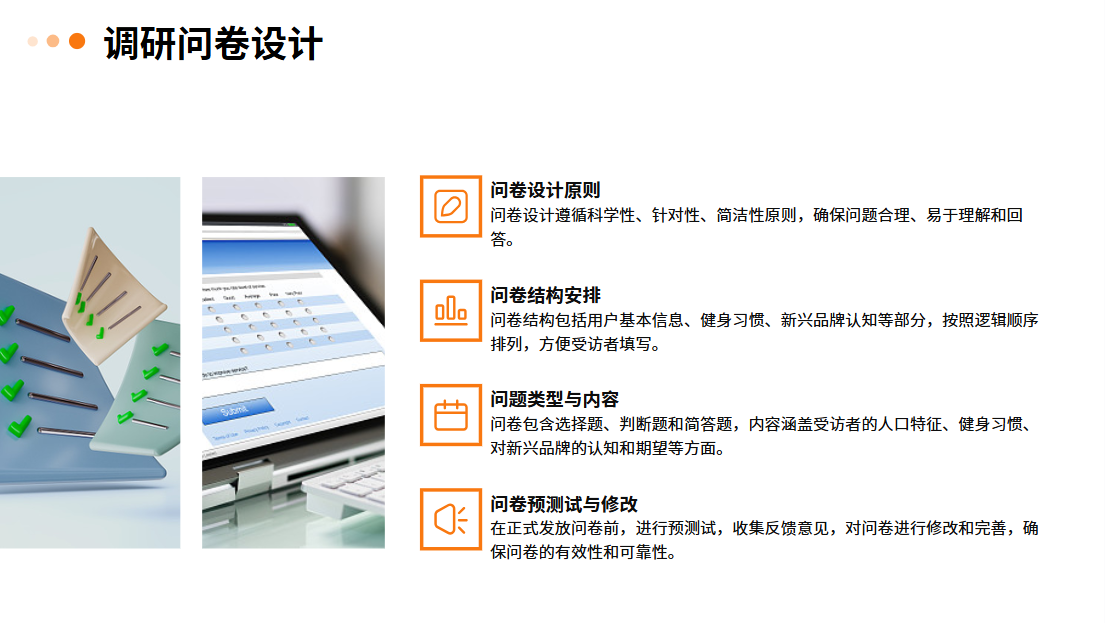 调研问卷设计
问卷设计原则
问卷设计遵循科学性、针对性、简洁性原则，确保问题合理、易于理解和回
答。
问卷结构安排
问卷结构包括用户基本信息、健身习惯、新兴品牌认知等部分，按照逻辑顺序
排列，方便受访者填写。
问题类型与内容
问卷包含选择题、判断题和简答题，内容涵盖受访者的人口特征、健身习惯、
对新兴品牌的认知和期望等方面。
问卷预测试与修改
在正式发放问卷前，进行预测试，收集反馈意见，对问卷进行修改和完善，确
保问卷的有效性和可靠性。
Good Average Poor Very Poor
Submit